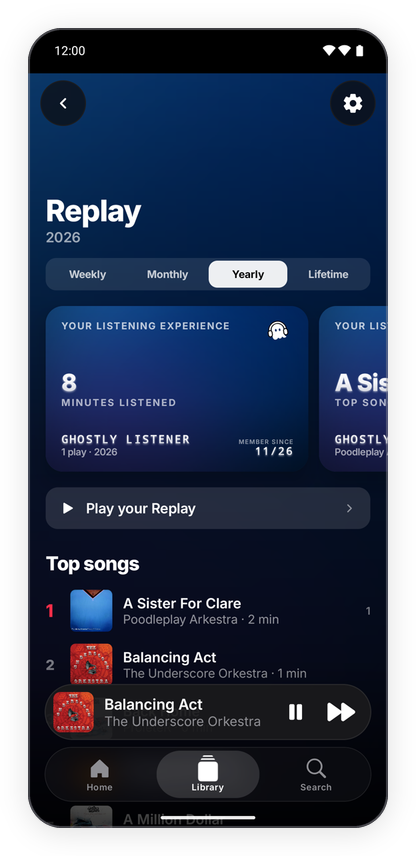 12:00
Replay
2026
Weekly Monthly Yearly Lifetime
YOUR LISTENING EXPERIENCE
8
MINUTES LISTENED
GHOSTLY LISTENER
1 play · 2026
MEMBER SINCE
11/26
YOUR LIS
A Sis
TOP SON
GHOSTLY
Poodleplay
Play your Replay
Top songs
1
A Sister For Clare
Poodleplay Arkestra · 2 min
1
2
Balancing Act
The Underscore Orkestra · 1 min
Balancing Act
The Underscore Orkestra
Home Library Search
A Million Dollar